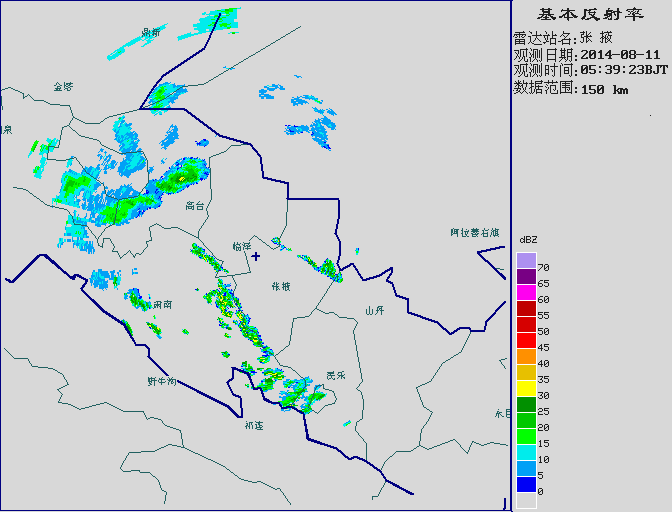 基本反射率
雷达站名:张 掖
观测日期:2014-08-11
观测时间:05:39:23BJT
数据范围:150 km
鼎新
金塔
泉
高台
临泽
阿拉善右旗
张掖
山丹
肃南
民乐
野牛沟
祁连
永昌
dBZ
70
65
60
55
50
45
40
35
30
25
20
15
10
5
0